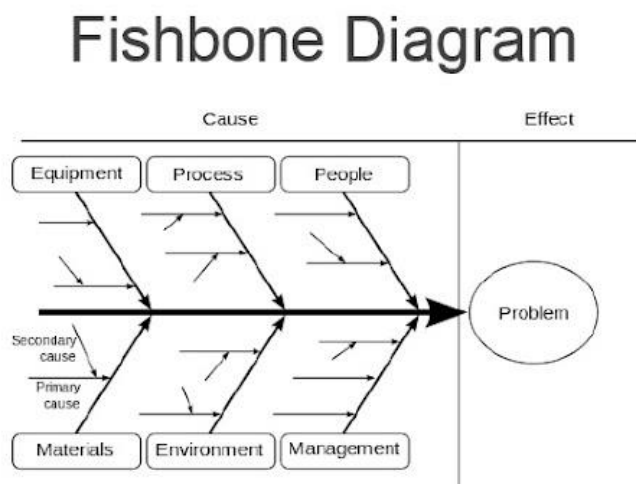 Fishbone Diagram
Cause
Effect
Equipment
Process
People
Problem
Secondary
cause
Primary
cause
Materials
Environment
Management